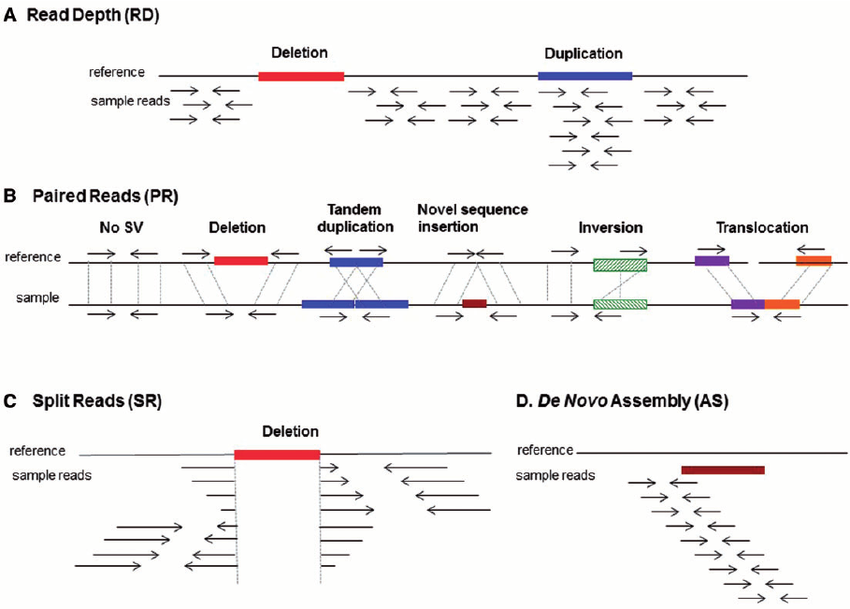 A Read Depth (RD)
Deletion
Duplication
reference
sample reads
B Paired Reads (PR)
No SV
Deletion
Tandem
duplication
Novel sequence
insertion
Inversion
Translocation
reference
sample
C Split Reads (SR)
Deletion
reference
sample reads
D. De Novo Assembly (AS)
reference
sample reads